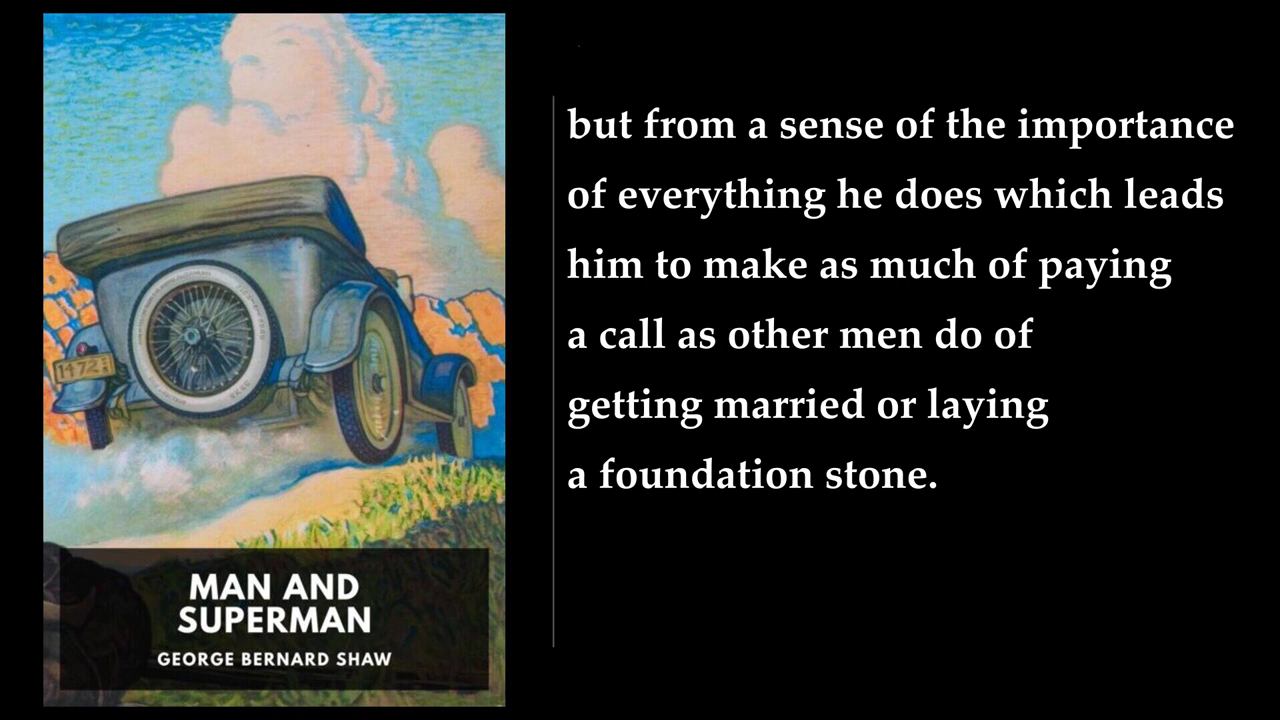 but from a sense of the importance
of everything he does which leads
him to make as much of paying
a call as other men do of
getting married or laying
a foundation stone.
1472
MAN AND
SUPERMAN
GEORGE BERNARD SHAW